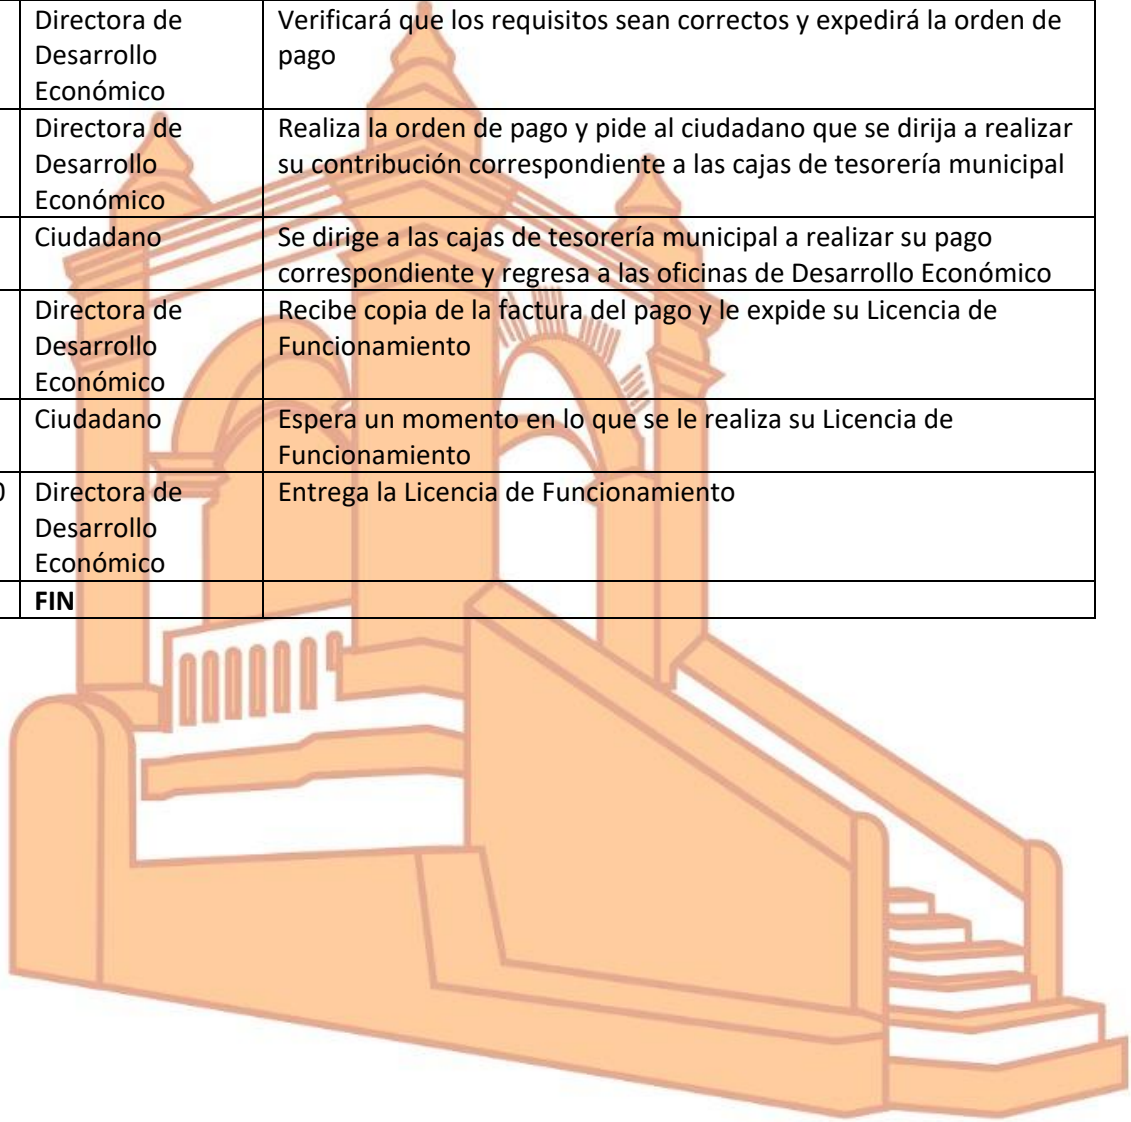 Directora de Verificará que los requisitos sean correctos y expedirá la orden de
Desarrollo pago
Económico
Directora de Realiza la orden de pago y pide al ciudadano que se dirija a realizar
Desarrollo su contribución correspondiente a las cajas de tesorería municipal
Económico
Ciudadano Se dirige a las cajas de tesorería municipal a realizar su pago
correspondiente y regresa a las oficinas de Desarrollo Económico
Directora de Recibe copia de la factura del pago y le expide su Licencia de
Desarrollo Funcionamiento
Económico
Ciudadano Espera un momento en lo que se le realiza su Licencia de
Funcionamiento
0 Directora de Entrega la Licencia de Funcionamiento
Desarrollo
Económico
FIN